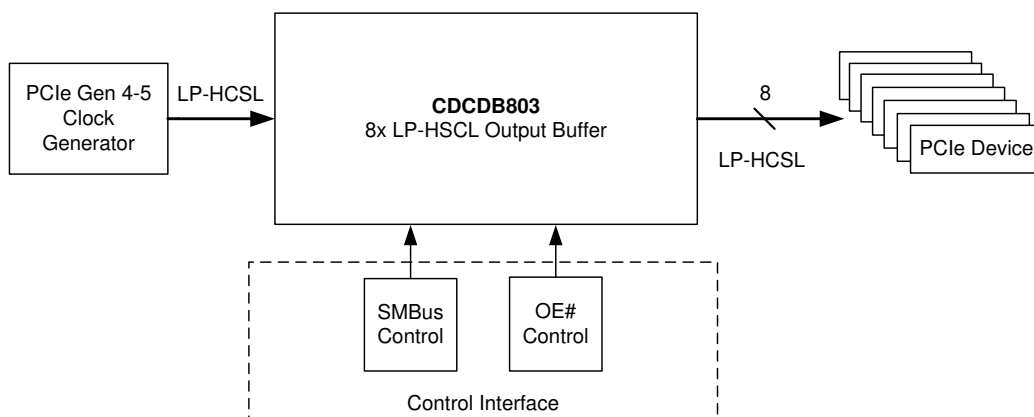 PCIe Gen 4-5
Clock
Generator
LP-HCSL
CDCDB803
8x LP-HSCL Output Buffer
8
LP-HCSL
PCIe Device
SMBus
Control
OE#
Control
Control Interface